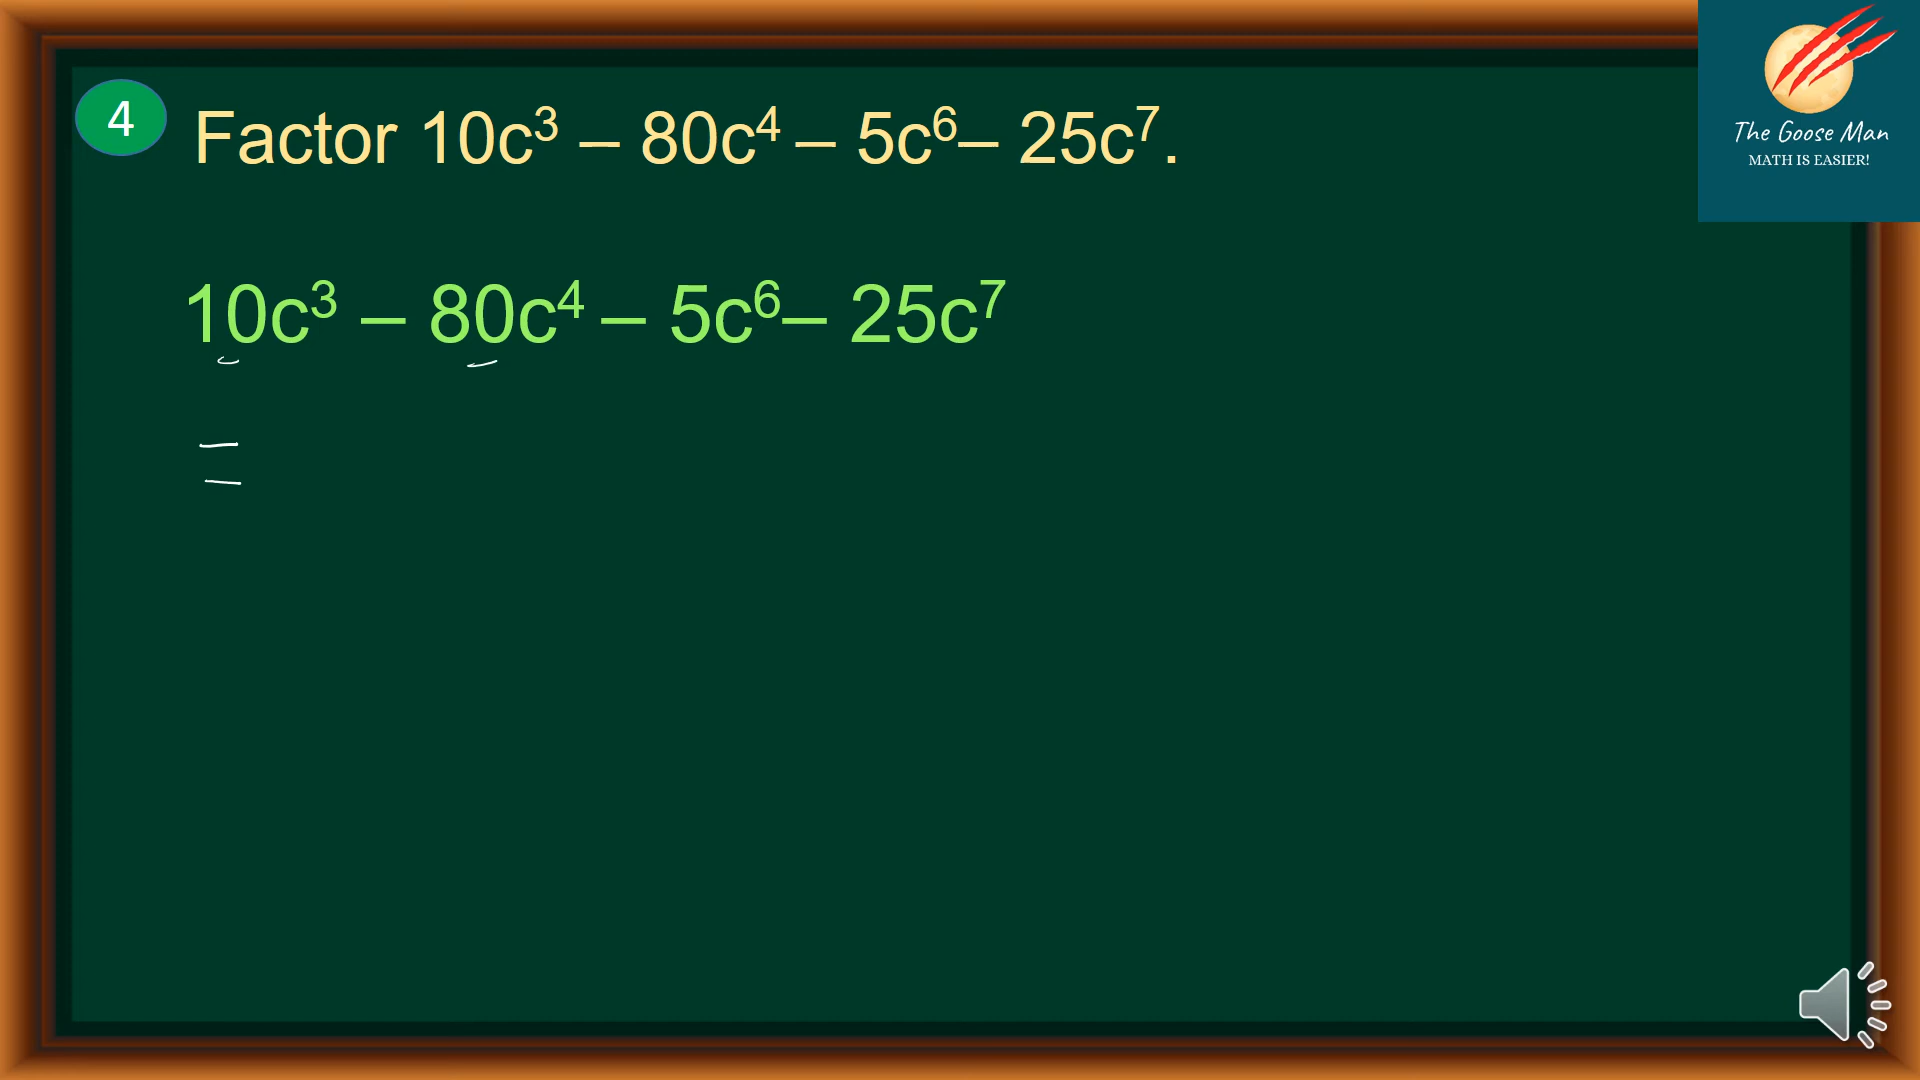 4
Factor 10c³ – 80c⁴ – 5c⁶– 25c⁷.
The Goose Man
MATH IS EASIER!
10c³ – 80c⁴ – 5c⁶– 25c⁷
=